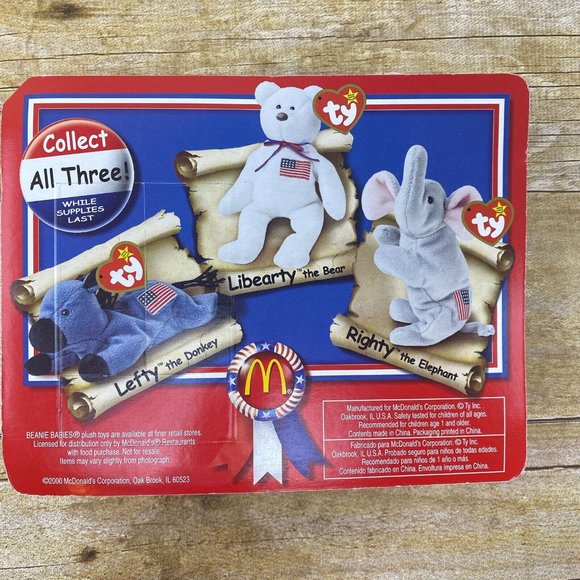 Collect
All Three!
WHILE
SUPPLIES
LAST
ty
Libearty™ the Bear
ty
Lefty™ the Donkey
ty
Righty™ the Elephant
M
BEANIE BABIES® plush toys are available at finer retail stores.
Licensed for distribution only by McDonald's® Restaurants
with food purchase. Not for resale.
Items may vary slightly from photograph.
©2000 McDonald's Corporation, Oak Brook, IL 60523
Manufactured for McDonald's Corporation. © Ty Inc.
Oakbrook, IL U.S.A. Safety tested for children of all ages.
Recommended for children age 1 and older.
Contents made in China. Packaging printed in China.
Fabricado para McDonald's Corporation. © Ty Inc.
Oakbrook, IL U.S.A. Probado seguro para niños de todas edades.
Recomendado para niños de 1 año o más.
Contenido fabricado en China. Envoltura impresa en China.